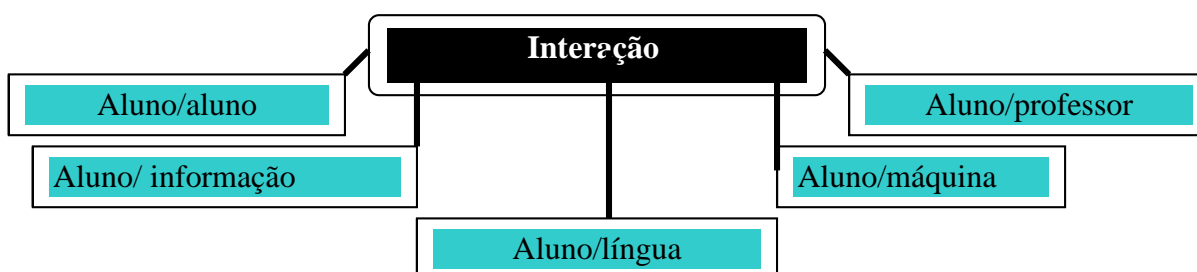 Interação
Aluno/aluno
Aluno/professor
Aluno/ informação
Aluno/máquina
Aluno/língua